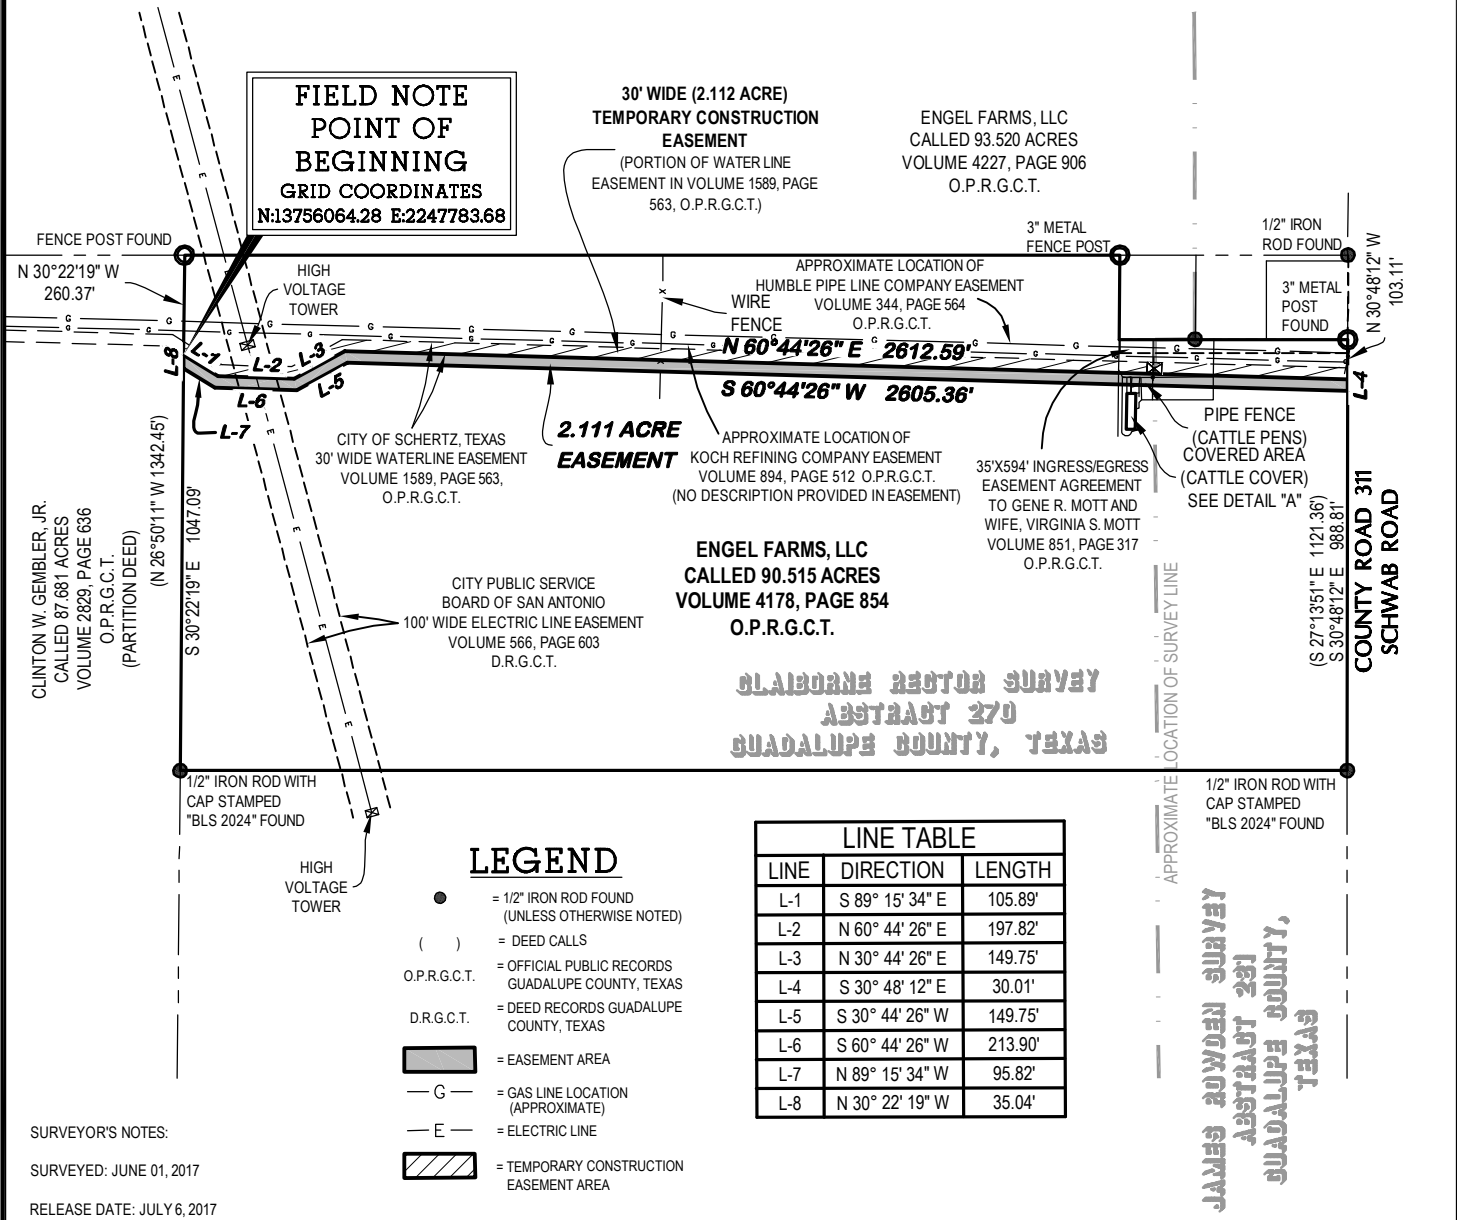 FIELD NOTE
POINT OF
BEGINNING
GRID COORDINATES
N:13756064.28 E:2247783.68
30' WIDE (2.112 ACRE)
TEMPORARY CONSTRUCTION
EASEMENT
(PORTION OF WATER LINE
EASEMENT IN VOLUME 1589, PAGE
563, O.P.R.G.C.T.)
ENGEL FARMS, LLC
CALLED 93.520 ACRES
VOLUME 4227, PAGE 906
O.P.R.G.C.T.
FENCE POST FOUND
N 30°22'19" W
260.37'
HIGH
VOLTAGE
TOWER
3" METAL
FENCE POST
1/2" IRON
ROD FOUND
3" METAL
POST
FOUND
N 30°48'12" W
103.11'
APPROXIMATE LOCATION OF
HUMBLE PIPE LINE COMPANY EASEMENT
VOLUME 344, PAGE 564
O.P.R.G.C.T.
WIRE
FENCE
N 60°44'26" E 2612.59'
S 60°44'26" W 2605.36'
L-8
L-1
L-2
L-3
L-5
L-6
L-7
L-4
2.111 ACRE
EASEMENT
CITY OF SCHERTZ, TEXAS
30' WIDE WATERLINE EASEMENT
VOLUME 1589, PAGE 563,
O.P.R.G.C.T.
APPROXIMATE LOCATION OF
KOCH REFINING COMPANY EASEMENT
VOLUME 894, PAGE 512 O.P.R.G.C.T.
(NO DESCRIPTION PROVIDED IN EASEMENT)
35'X594' INGRESS/EGRESS
EASEMENT AGREEMENT
TO GENE R. MOTT AND
WIFE, VIRGINIA S. MOTT
VOLUME 851, PAGE 317
O.P.R.G.C.T.
PIPE FENCE
(CATTLE PENS)
COVERED AREA
(CATTLE COVER)
SEE DETAIL "A"
CLINTON W. GEMBLER, JR.
CALLED 87.681 ACRES
VOLUME 2829, PAGE 636
O.P.R.G.C.T.
(PARTITION DEED)
(N 26°50'11" W 1342.45')
S 30°22'19" E 1047.09'
CITY PUBLIC SERVICE
BOARD OF SAN ANTONIO
100' WIDE ELECTRIC LINE EASEMENT
VOLUME 566, PAGE 603
D.R.G.C.T.
ENGEL FARMS, LLC
CALLED 90.515 ACRES
VOLUME 4178, PAGE 854
O.P.R.G.C.T.
CLAIBORNE RECTOR SURVEY
ABSTRACT 270
GUADALUPE COUNTY, TEXAS
APPROXIMATE LOCATION OF SURVEY LINE
(S 27°13'51" E 1121.36')
S 30°48'12" E 988.81'
COUNTY ROAD 311
SCHWAB ROAD
1/2" IRON ROD WITH
CAP STAMPED
"BLS 2024" FOUND
1/2" IRON ROD WITH
CAP STAMPED
"BLS 2024" FOUND
HIGH
VOLTAGE
TOWER
LEGEND
= 1/2" IRON ROD FOUND
(UNLESS OTHERWISE NOTED)
( ) = DEED CALLS
O.P.R.G.C.T. = OFFICIAL PUBLIC RECORDS
GUADALUPE COUNTY, TEXAS
D.R.G.C.T. = DEED RECORDS GUADALUPE
COUNTY, TEXAS
= EASEMENT AREA
G = GAS LINE LOCATION
(APPROXIMATE)
E = ELECTRIC LINE
= TEMPORARY CONSTRUCTION
EASEMENT AREA
LINE TABLE
LINE DIRECTION LENGTH
L-1 S 89° 15' 34" E 105.89'
L-2 N 60° 44' 26" E 197.82'
L-3 N 30° 44' 26" E 149.75'
L-4 S 30° 48' 12" E 30.01'
L-5 S 30° 44' 26" W 149.75'
L-6 S 60° 44' 26" W 213.90'
L-7 N 89° 15' 34" W 95.82'
L-8 N 30° 22' 19" W 35.04'
JAMES ROWDEN SURVEY
ABSTRACT 281
GUADALUPE COUNTY,
TEXAS
SURVEYOR'S NOTES:
SURVEYED: JUNE 01, 2017
RELEASE DATE: JULY 6, 2017